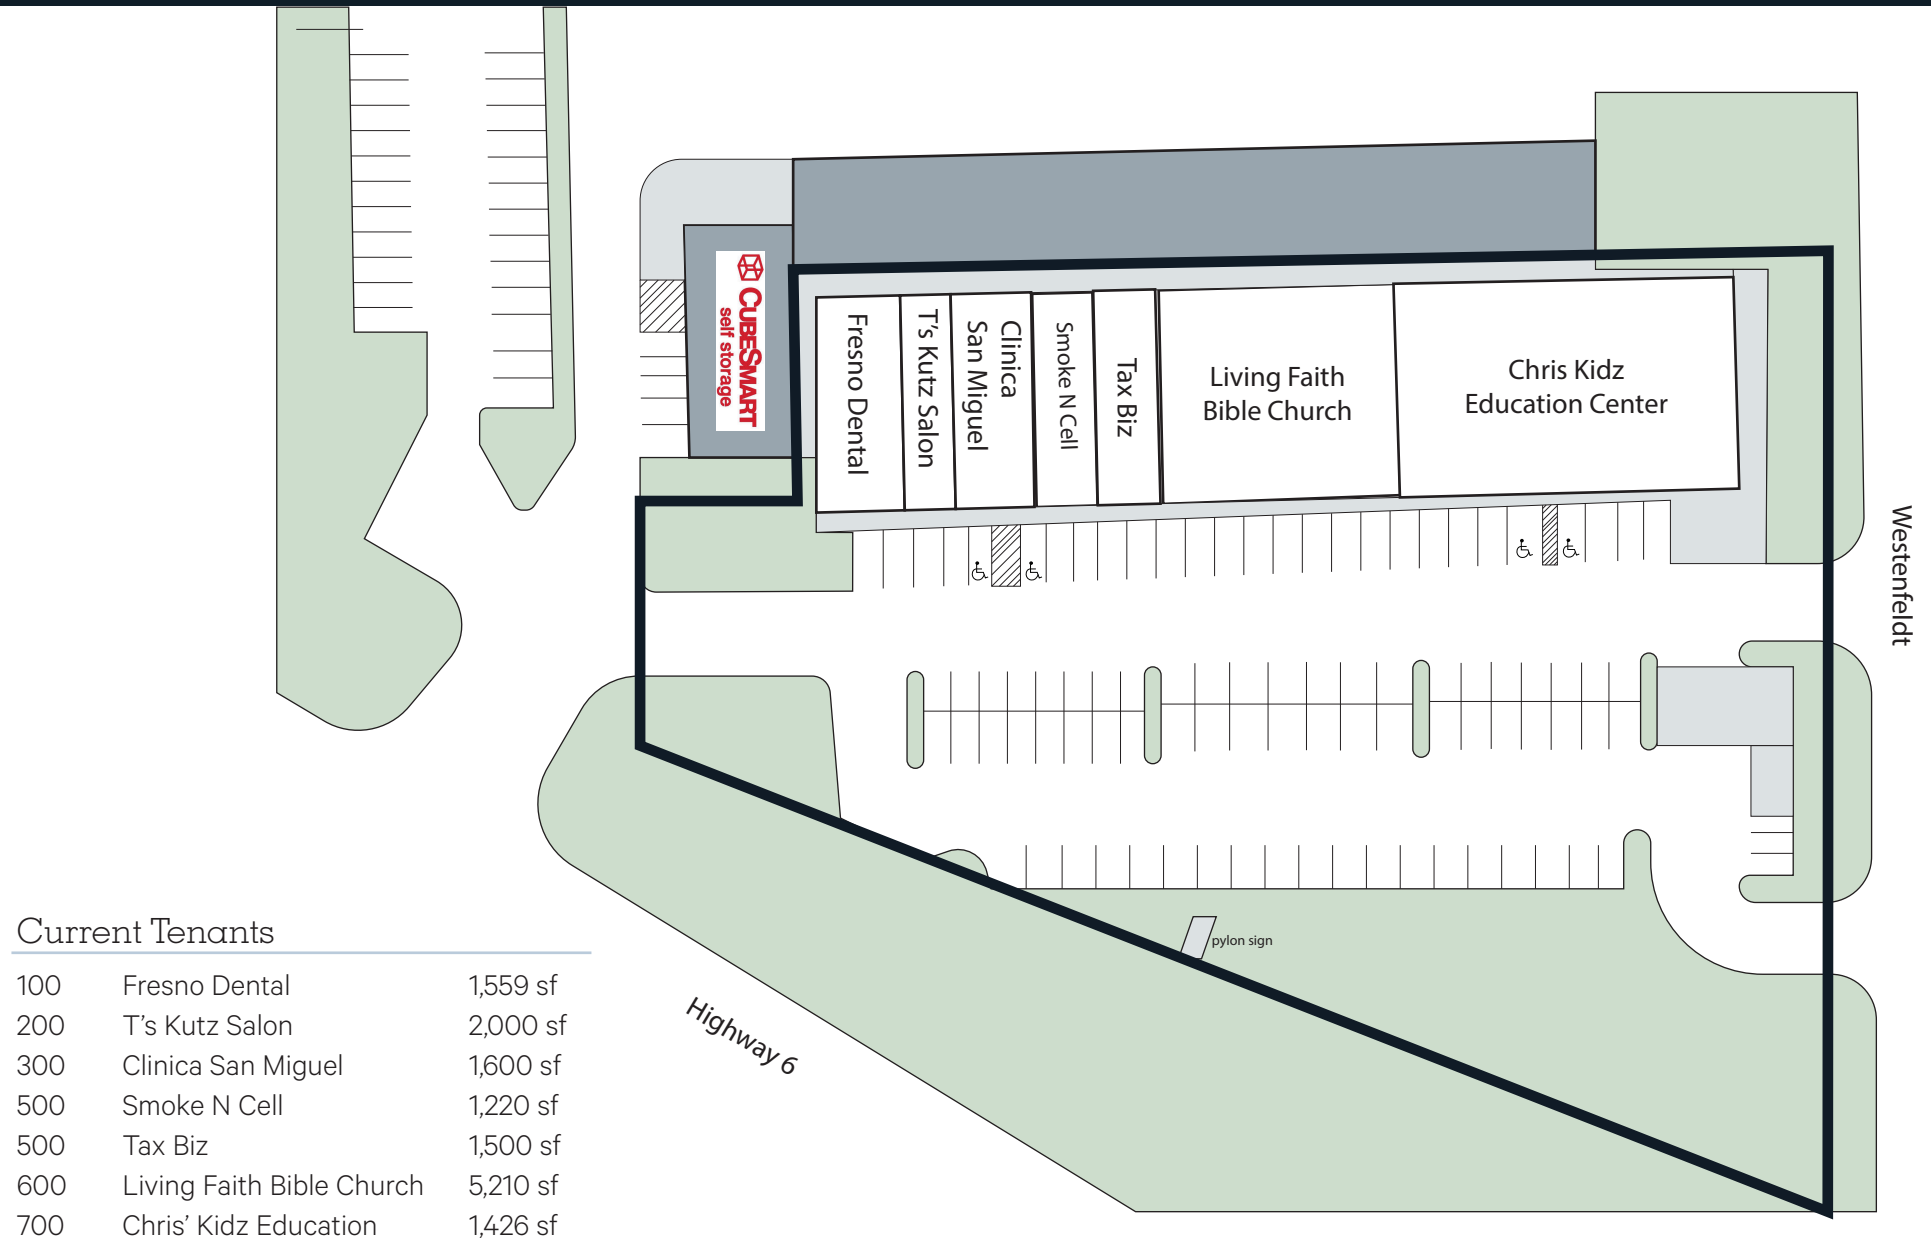 CUBESMART
self storage
Fresno Dental
T's Kutz Salon
Clinica
San Miguel
Smoke N Cell
Tax Biz
Living Faith
Bible Church
Chris Kidz
Education Center
Westenfeldt
pylon sign
Highway 6
Current Tenants
100 Fresno Dental 1,559 sf
200 T's Kutz Salon 2,000 sf
300 Clinica San Miguel 1,600 sf
500 Smoke N Cell 1,220 sf
500 Tax Biz 1,500 sf
600 Living Faith Bible Church 5,210 sf
700 Chris' Kidz Education 1,426 sf